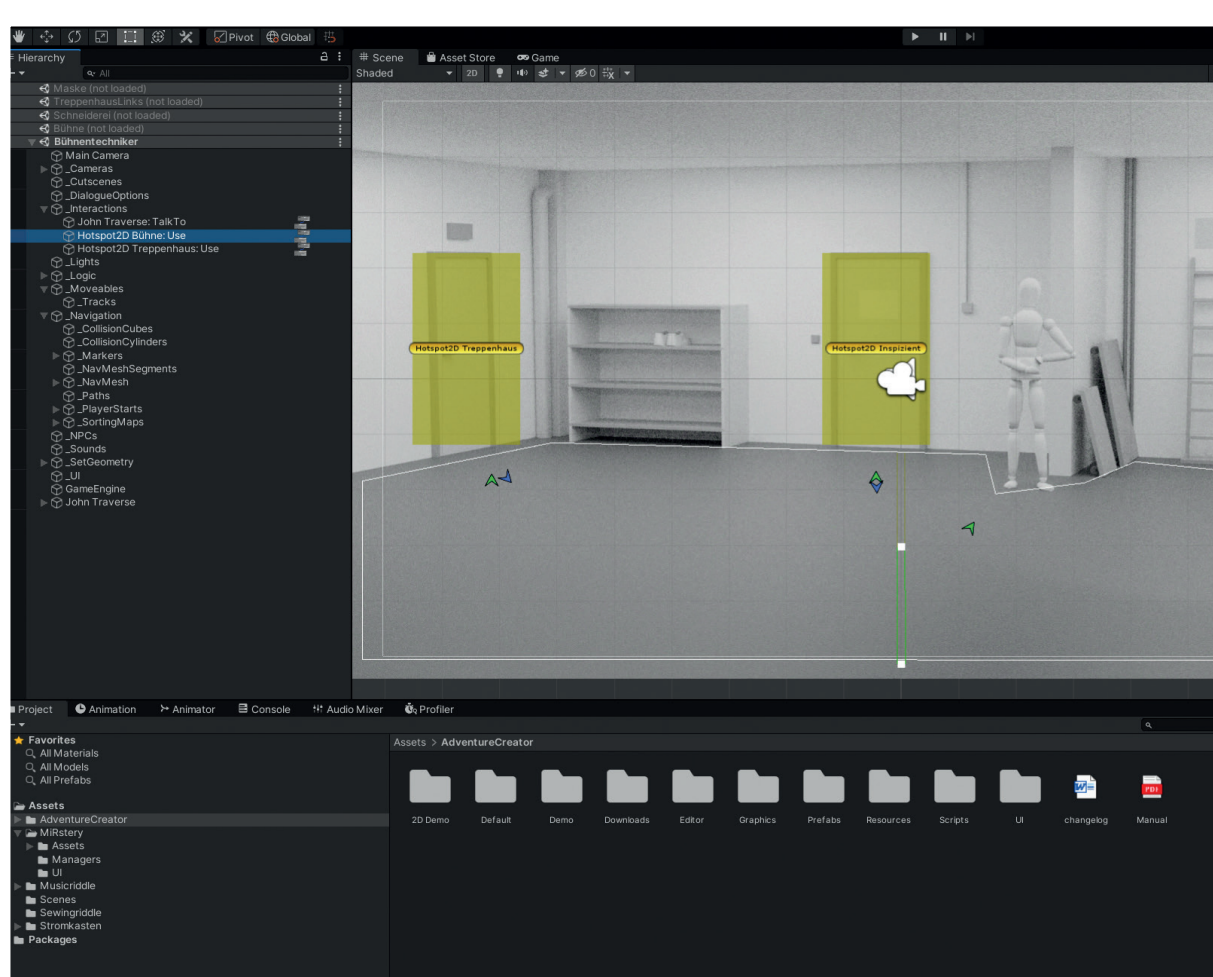 Pivot Global
Hierarchy
All
Maske (not loaded)
TreppenhausLinks (not loaded)
Schneiderei (not loaded)
Bühne (not loaded)
Bühnentechniker
Main Camera
_Cameras
_Cutscenes
_DialogueOptions
_Interactions
John Traverse: TalkTo
Hotspot2D Bühne: Use
Hotspot2D Treppenhaus: Use
_Lights
_Logic
_Moveables
_Tracks
_Navigation
_CollisionCubes
_CollisionCylinders
_Markers
_NavMeshSegments
_NavMesh
_Paths
_PlayerStarts
_SortingMaps
_NPCs
_Sounds
_SetGeometry
_UI
GameEngine
John Traverse
Scene Asset Store Game
Shaded 2D 0
Hotspot2D Treppenhaus Hotspot2D Inspizient
Project Animation Animator Console Audio Mixer Profiler
Favorites
All Materials
All Models
All Prefabs
Assets
AdventureCreator
MiRstery
Assets
Managers
UI
Musicriddle
Scenes
Sewingriddle
Stromkasten
Packages
Assets > AdventureCreator
2D Demo Default Demo Downloads Editor Graphics Prefabs Resources Scripts UI changelog Manual
W
PDF